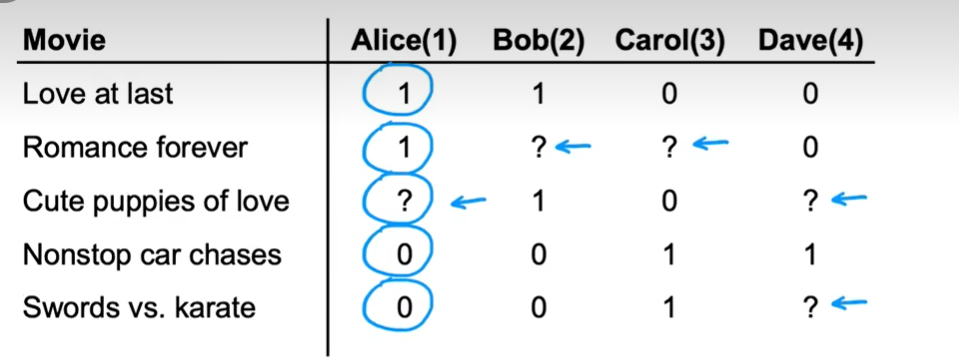 Movie Alice(1) Bob(2) Carol(3) Dave(4)
Love at last 1 1 0 0
Romance forever 1 ? ? 0
Cute puppies of love ? 1 0 ?
Nonstop car chases 0 0 1 1
Swords vs. karate 0 0 1 ?